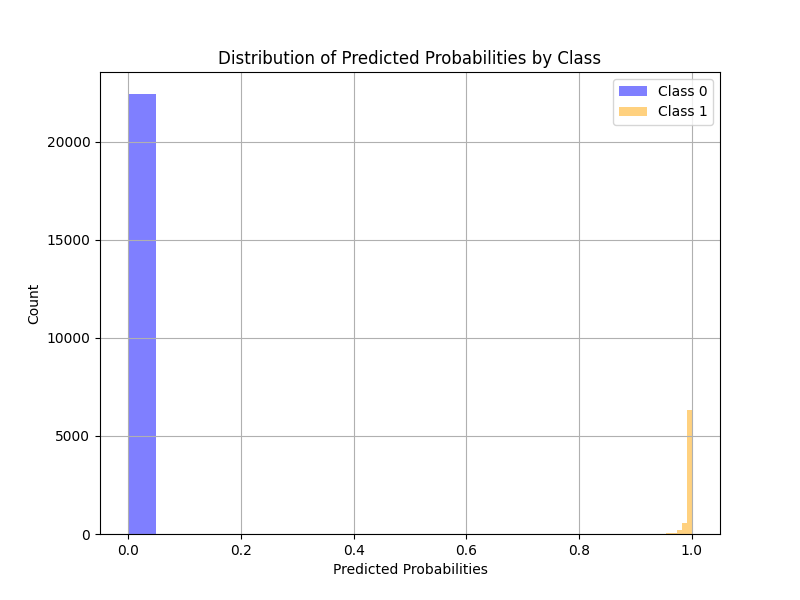 Distribution of Predicted Probabilities by Class
Class 0
Class 1
20000
15000
10000
5000
0
Count
0.0 0.2 0.4 0.6 0.8 1.0
Predicted Probabilities